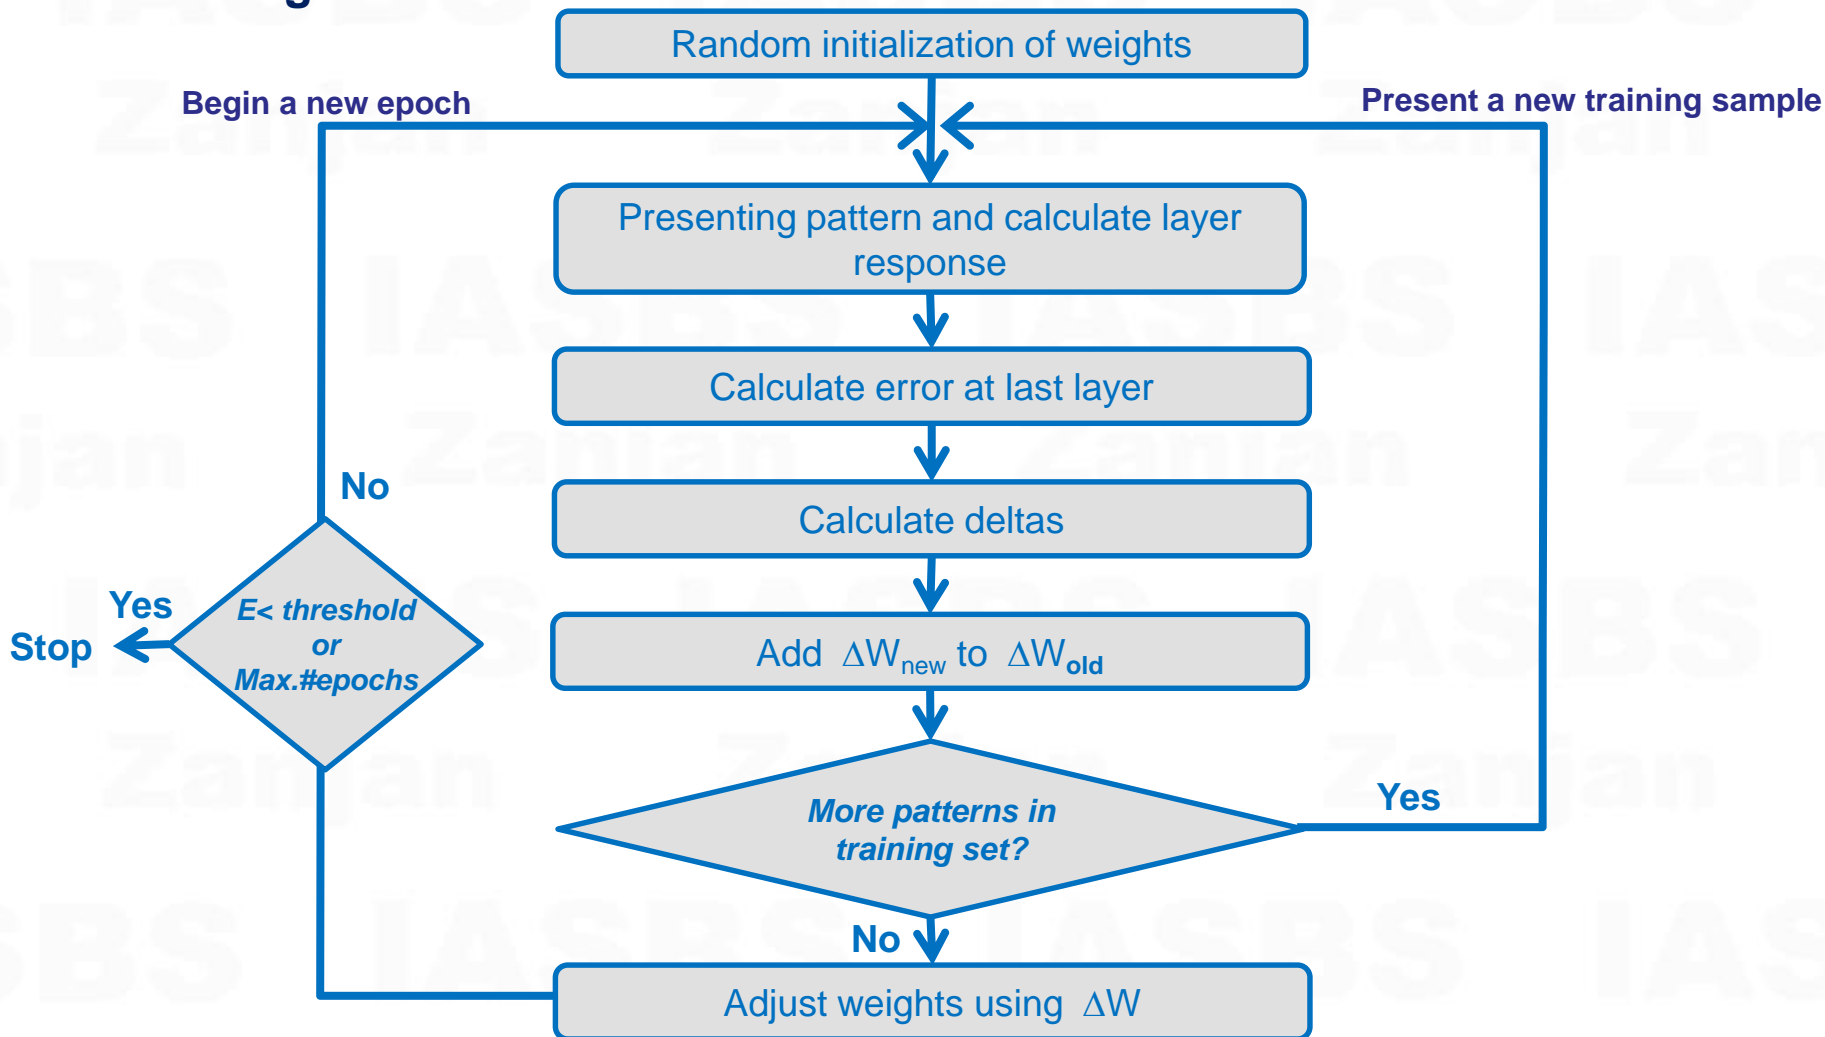 Random initialization of weights
Begin a new epoch
Present a new training sample
Presenting pattern and calculate layer
response
Calculate error at last layer
No
Calculate deltas
Yes
Stop
E< threshold
or
Max.#epochs
Add ΔWnew to ΔWold
More patterns in
training set?
Yes
No
Adjust weights using ΔW
IASBS
Zanjan